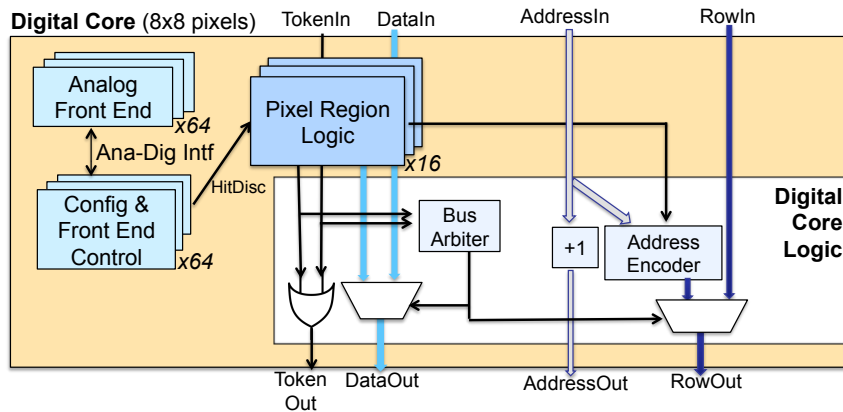 Digital Core (8x8 pixels)
TokenIn
DataIn
AddressIn
RowIn
Analog
Front End
x64
Ana-Dig Intf
Config &
Front End
Control
x64
HitDisc
Pixel Region
Logic
x16
Bus
Arbiter
+1
Address
Encoder
Digital
Core
Logic
Token
Out
DataOut
AddressOut
RowOut